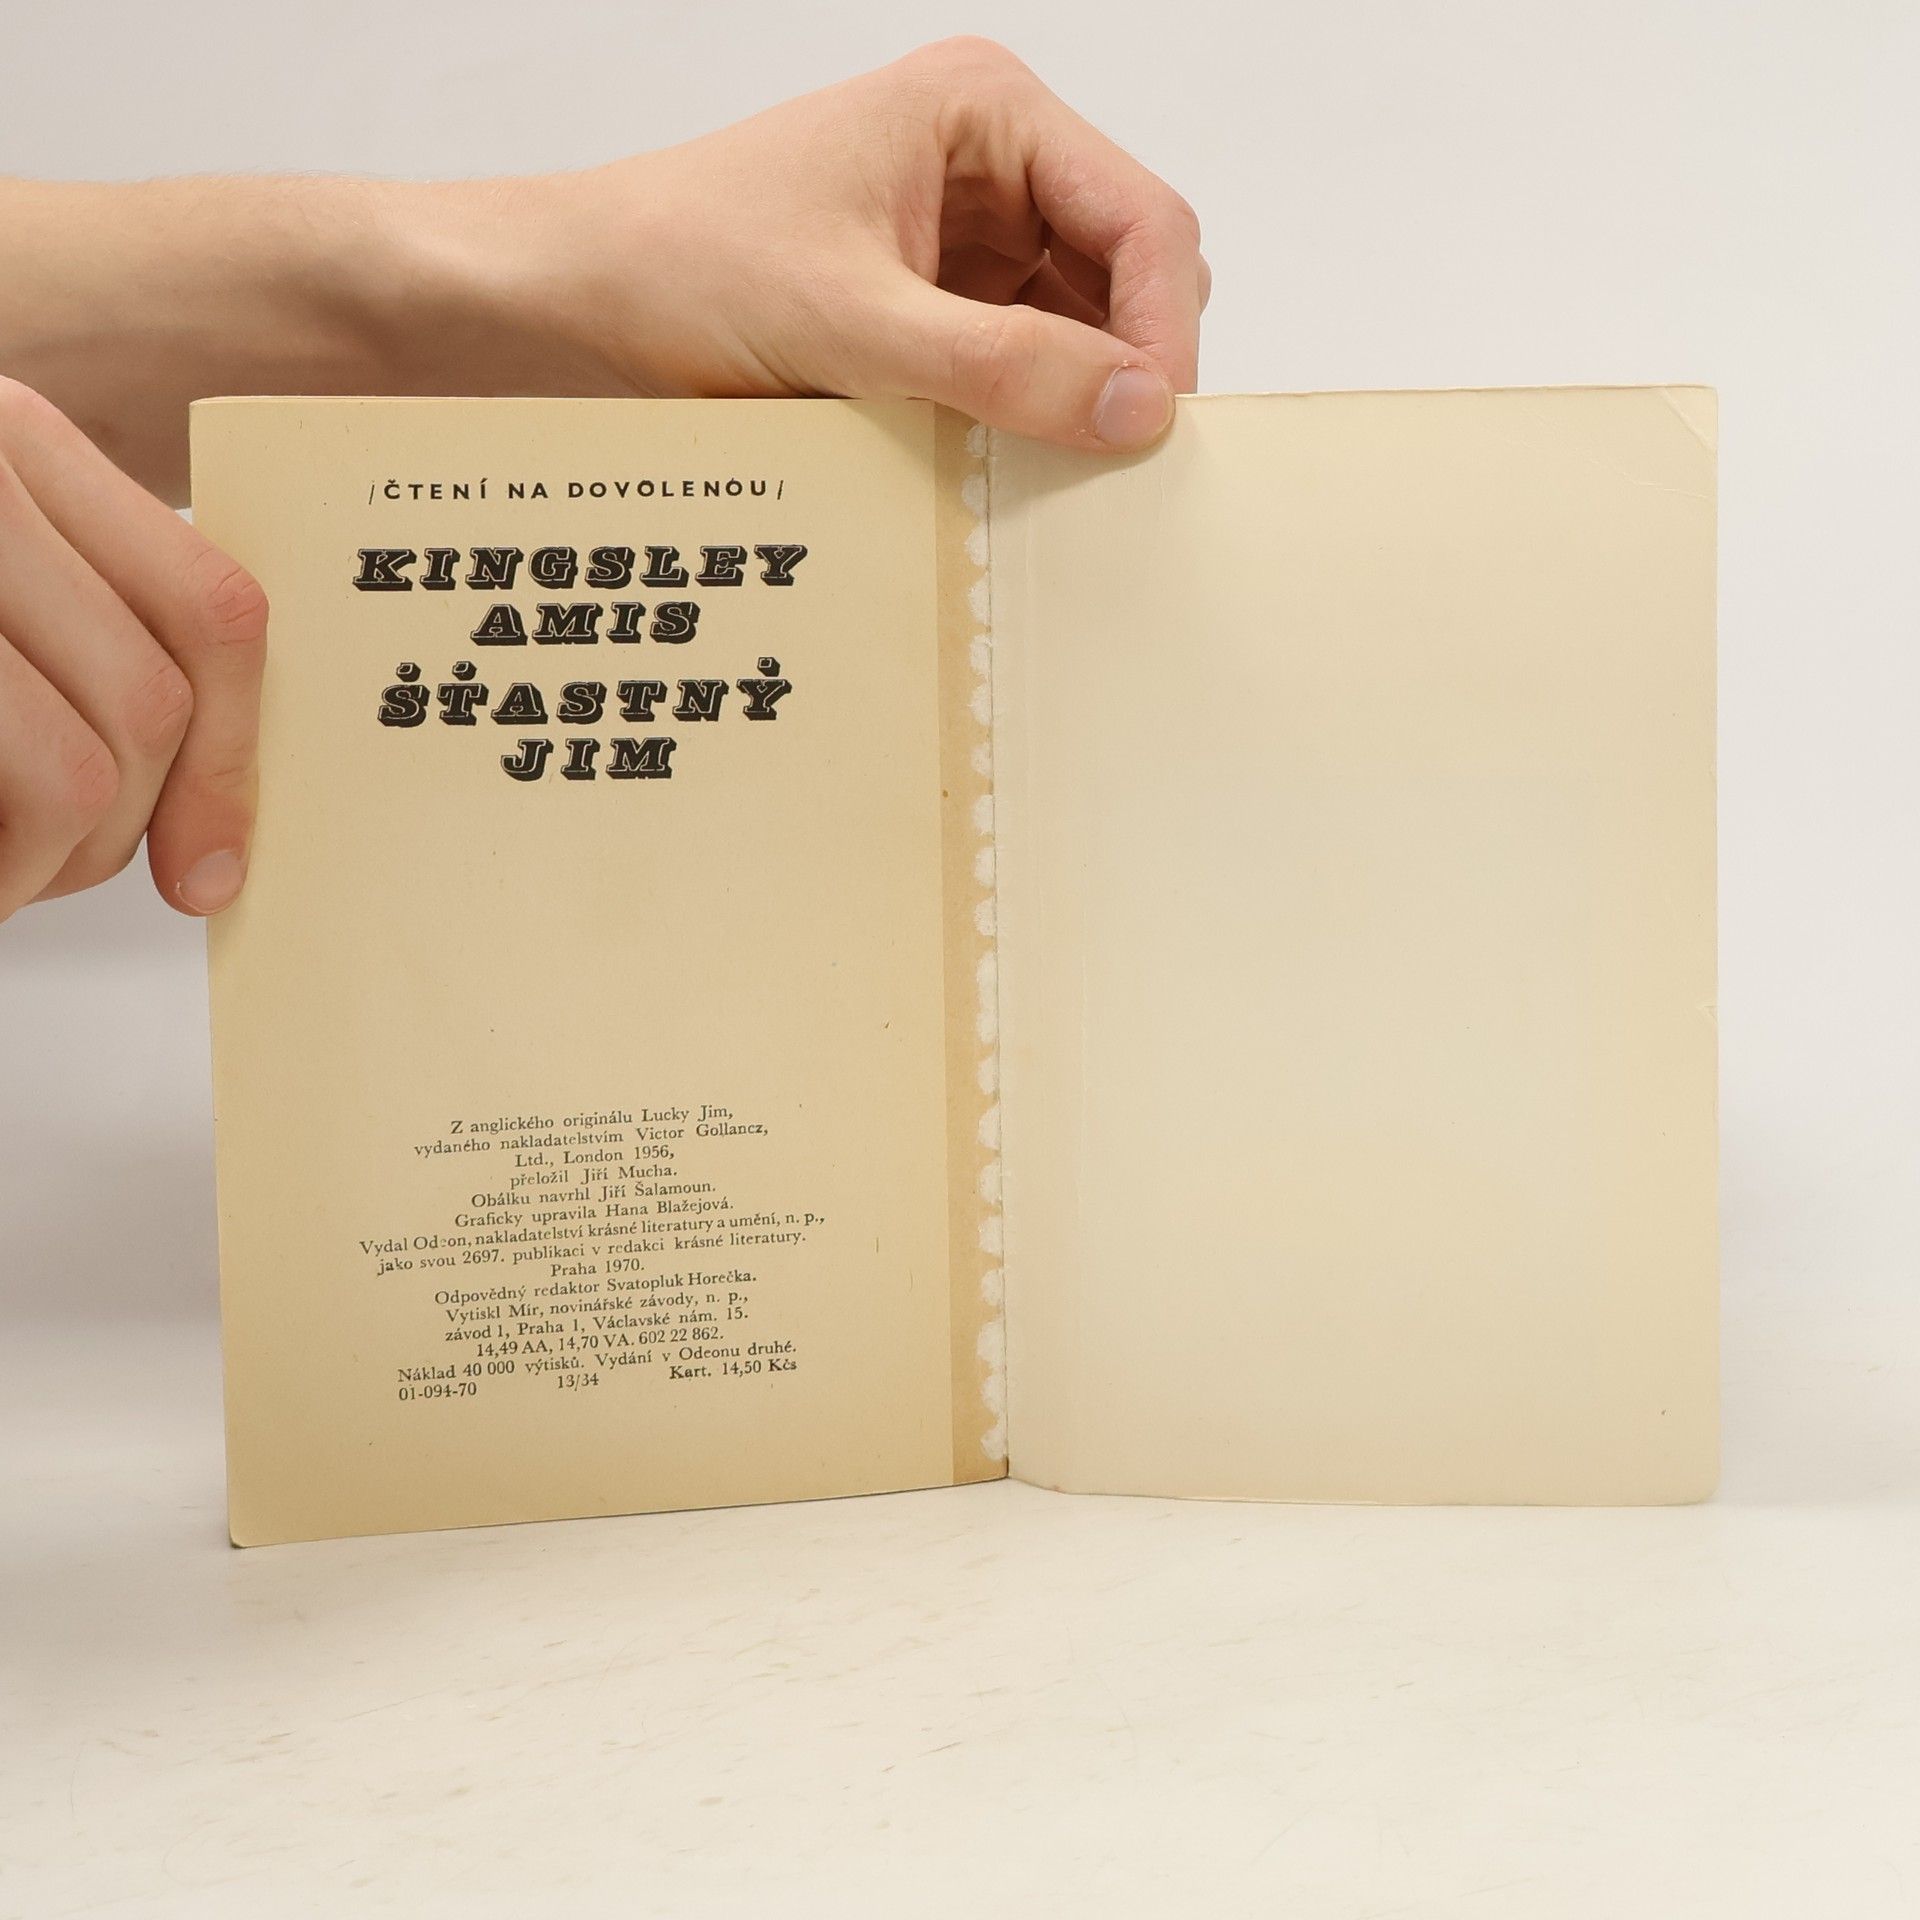 /ČTENÍ NA DOVOLENOU/
KINGSLEY
AMIS
ŠŤASTNÝ
JIM
Z anglického originálu Lucky Jim,
vydaného nakladatelstvím Victor Gollancz,
Ltd., London 1956,
přeložil Jiří Mucha.
Obálku navrhl Jiří Šalamoun.
Graficky upravila Hana Blažejová.
Vydal Odeon, nakladatelství krásné literatury a umění, n. p.,
jako svou 2697. publikaci v redakci krásné literatury.
Praha 1970.
Odpovědný redaktor Svatopluk Horečka.
Vytiskl Mír, novinářské závody, n. p.,
závod 1, Praha 1, Václavské nám. 15.
14,49 AA, 14,70 VA. 602 22 862.
Náklad 40 000 výtisků. Vydání v Odeonu druhé.
01-094-70 13/34 Kart. 14,50 Kčs